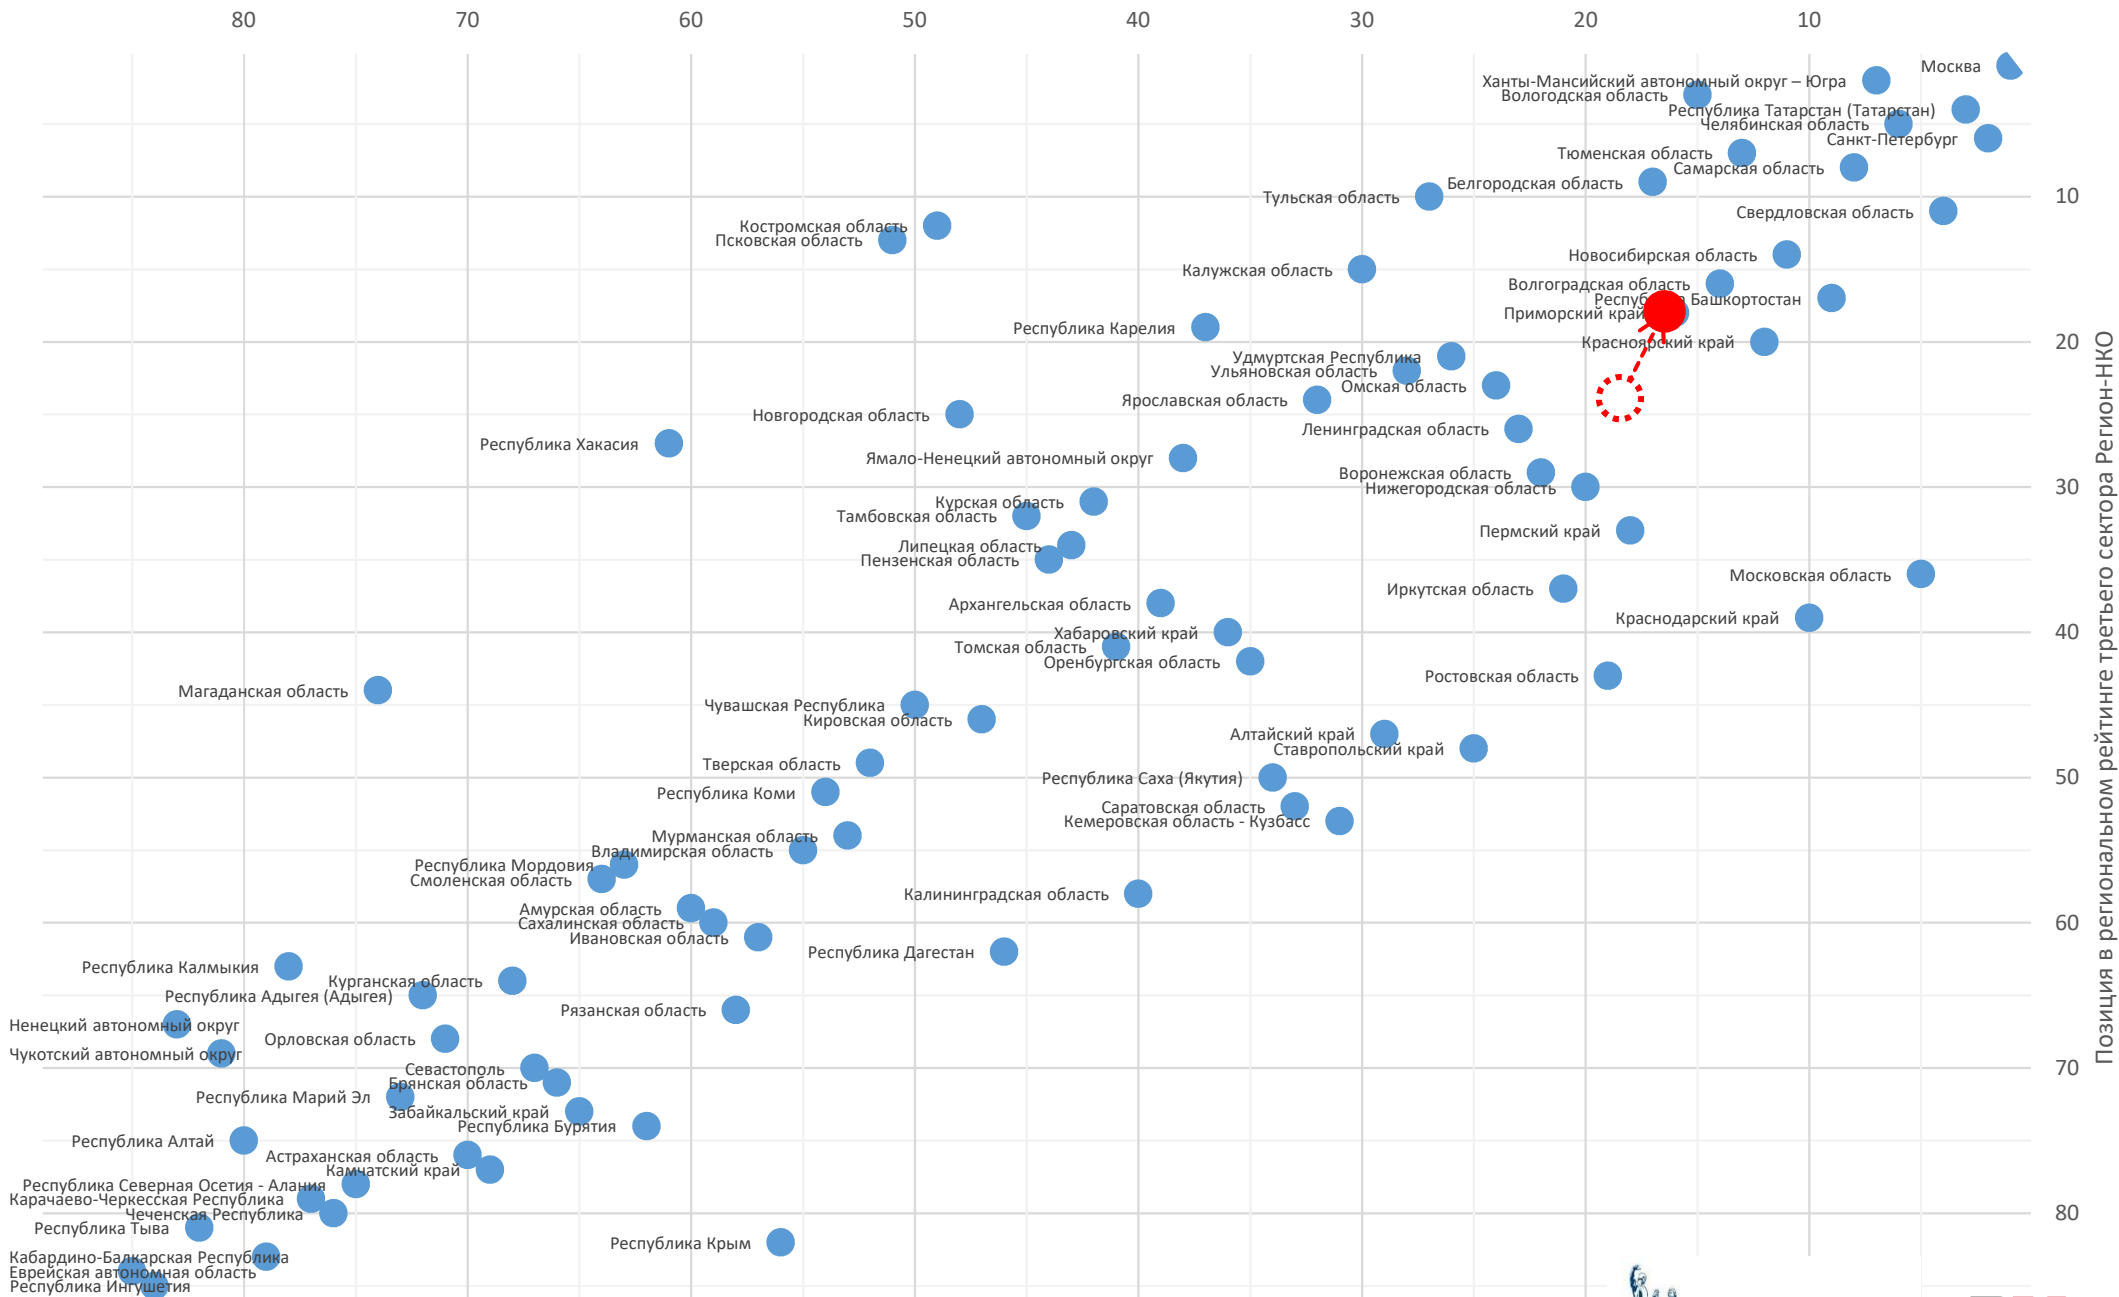 80 70 60 50 40 30 20 10
Москва
Ханты-Мансийский автономный округ – Югра
Вологодская область
Республика Татарстан (Татарстан)
Челябинская область
Санкт-Петербург
Тюменская область
Самарская область
Белгородская область
Тульская область
10
Свердловская область
Костромская область
Псковская область
Новосибирская область
Калужская область
Волгоградская область
Республика Башкортостан
Приморский край
Республика Карелия
Красноярский край
20
Удмуртская Республика
Ульяновская область
Омская область
Ярославская область
Новгородская область
Ленинградская область
Республика Хакасия
Ямало-Ненецкий автономный округ
Воронежская область
Нижегородская область
30
Курская область
Тамбовская область
Пермский край
Липецкая область
Пензенская область
Московская область
Иркутская область
Архангельская область
Краснодарский край
Хабаровский край
40
Томская область
Оренбургская область
Ростовская область
Магаданская область
Чувашская Республика
Кировская область
Алтайский край
Ставропольский край
Тверская область
Республика Саха (Якутия)
50
Республика Коми
Саратовская область
Кемеровская область - Кузбасс
Мурманская область
Владимирская область
Республика Мордовия
Смоленская область
Калининградская область
Амурская область
Сахалинская область
60
Ивановская область
Республика Дагестан
Республика Калмыкия
Курганская область
Республика Адыгея (Адыгея)
Рязанская область
Ненецкий автономный округ
Орловская область
Чукотский автономный округ
Севастополь
70
Брянская область
Республика Марий Эл
Забайкальский край
Республика Бурятия
Республика Алтай
Астраханская область
Камчатский край
Республика Северная Осетия - Алания
Карачаево-Черкесская Республика
Чеченская Республика
80
Республика Тыва
Республика Крым
Кабардино-Балкарская Республика
Еврейская автономная область
Республика Ингушетия
Позиция в региональном рейтинге третьего сектора Регион-НКО